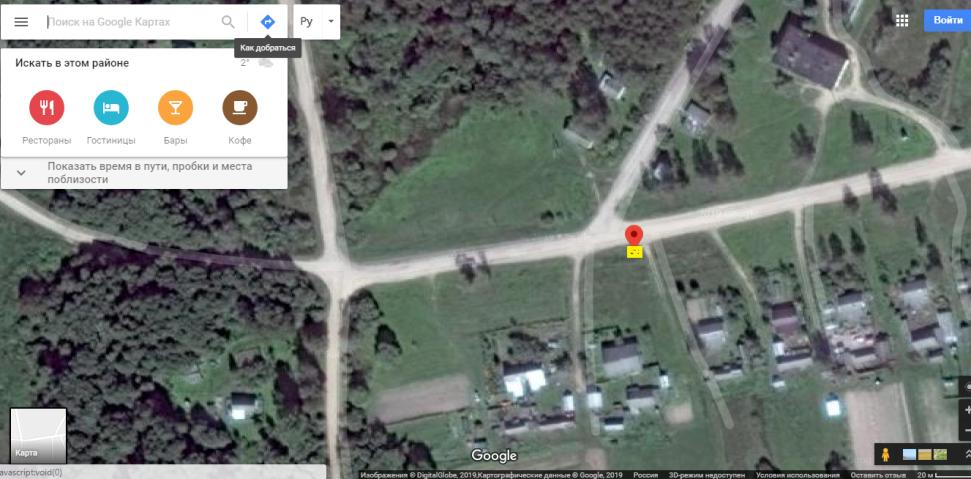 Поиск на Google Картах
Ру
Войти
Как добраться
Искать в этом районе
2°
Рестораны
Гостиницы
Бары
Кофе
Показать время в пути, пробки и места
поблизости
Карта
Google
avascript:void(0)
Изображения © DigitalGlobe, 2019,Картографические данные © Google, 2019 Россия 3D-режим недоступен Условия использования Оставить отзыв 20 м